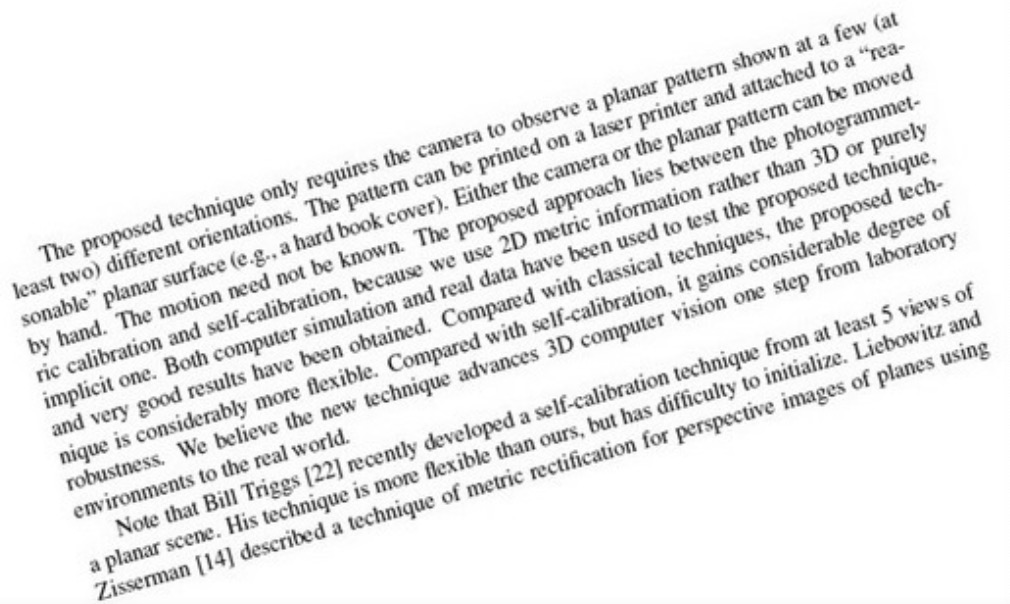 The proposed technique only requires the camera to observe a planar pattern shown at a few (at
least two) different orientations. The pattern can be printed on a laser printer and attached to a “rea-
sonable” planar surface (e.g., a hard book cover). Either the camera or the planar pattern can be moved
by hand. The motion need not be known. The proposed approach lies between the photogrammet-
ric calibration and self-calibration, because we use 2D metric information rather than 3D or purely
implicit one. Both computer simulation and real data have been used to test the proposed technique,
and very good results have been obtained. Compared with classical techniques, the proposed tech-
nique is considerably more flexible. Compared with self-calibration, it gains considerable degree of
robustness. We believe the new technique advances 3D computer vision one step from laboratory
environments to the real world.
Note that Bill Triggs [22] recently developed a self-calibration technique from at least 5 views of
a planar scene. His technique is more flexible than ours, but has difficulty to initialize. Liebowitz and
Zisserman [14] described a technique of metric rectification for perspective images of planes using